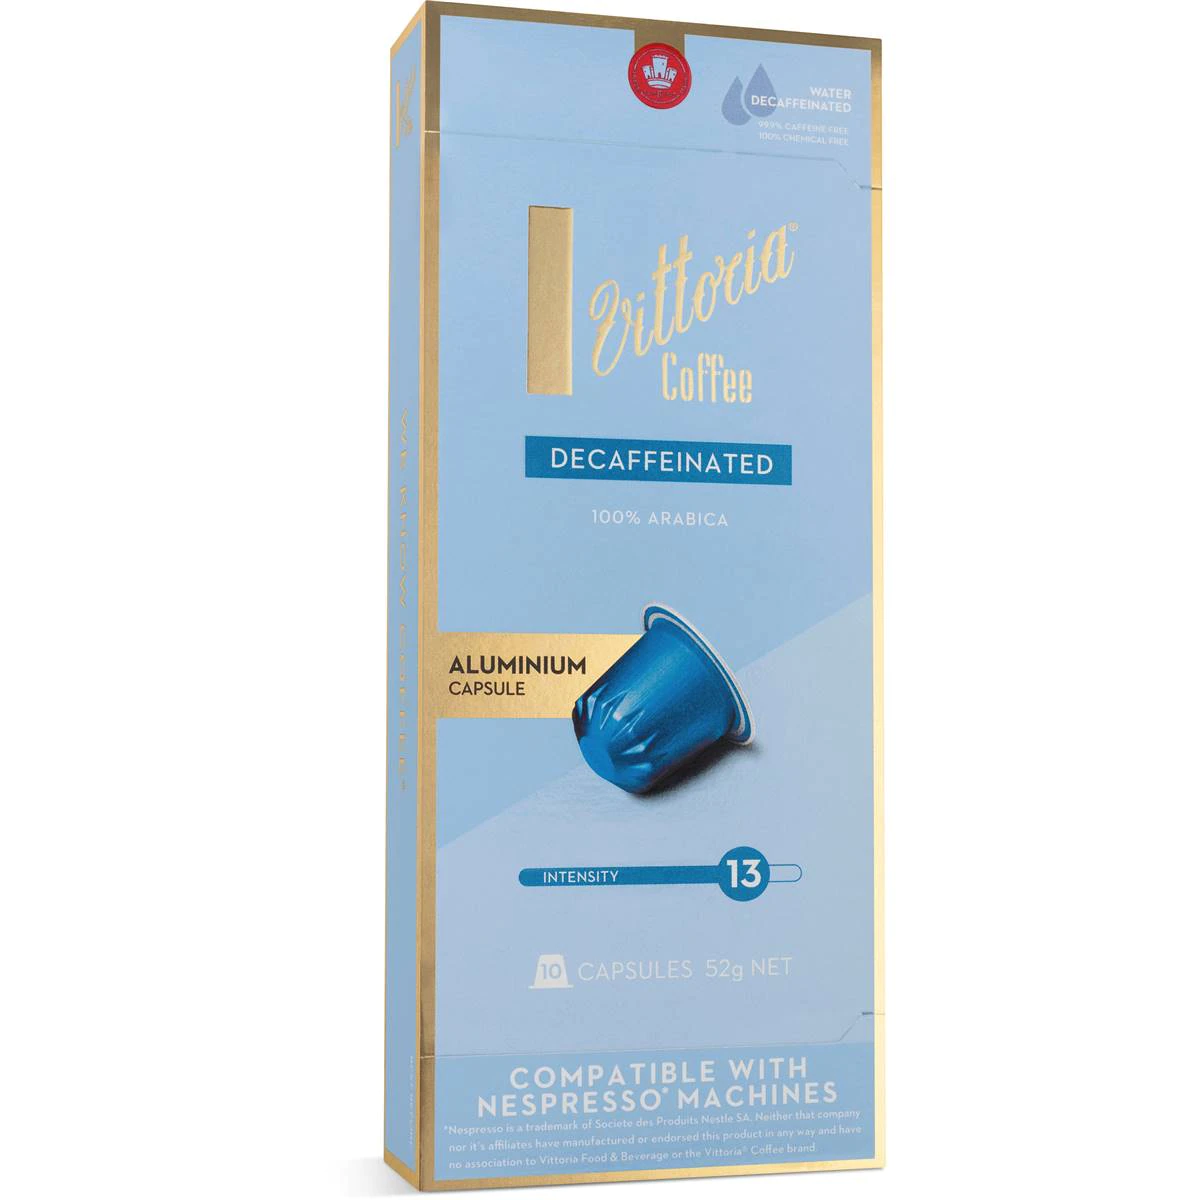 WATER
DECAFFEINATED
99.9% CAFFEINE FREE
100% CHEMICAL FREE
Vittoria®
Coffee
DECAFFEINATED
100% ARABICA
ALUMINIUM
CAPSULE
INTENSITY 13
10 CAPSULES 52g NET
COMPATIBLE WITH
NESPRESSO* MACHINES
*Nespresso is a trademark of Societe des Produits Nestle SA. Neither that company
nor it's affiliates have manufactured or endorsed this product in any way and have
no association to Vittoria Food & Beverage or the Vittoria® Coffee brand.
WE KNOW COFFEE®